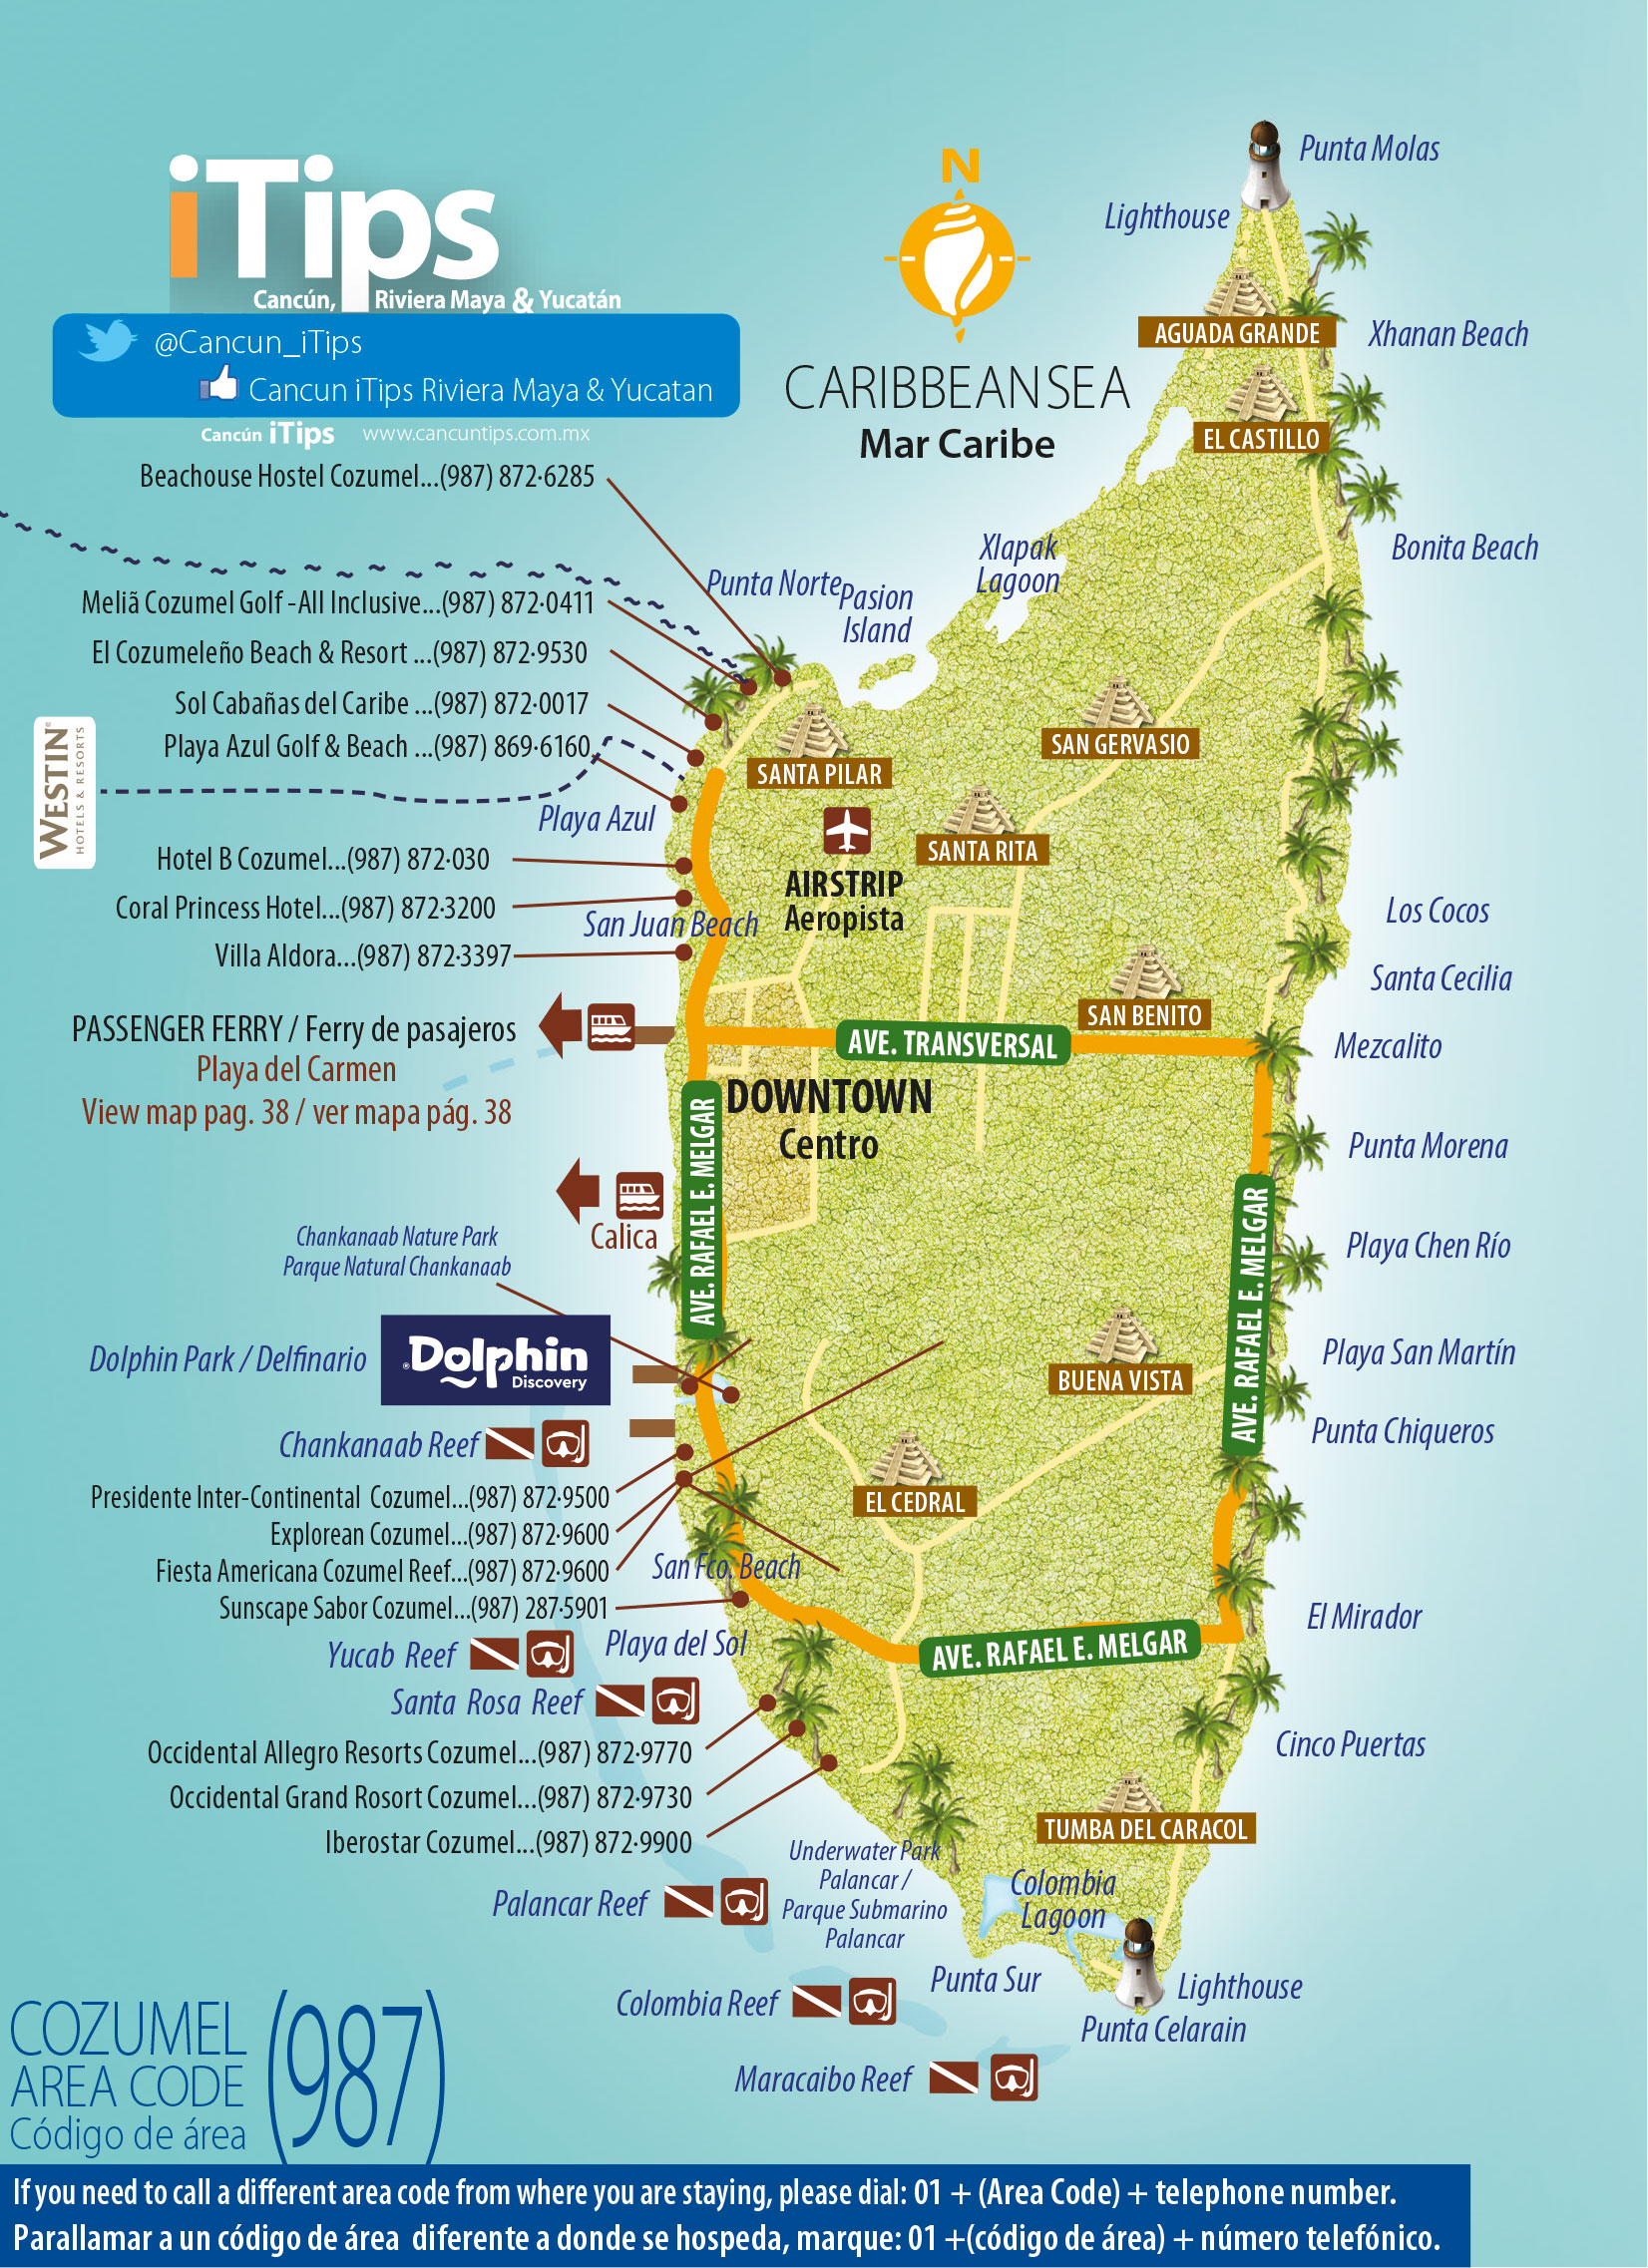 N
Punta Molas
Lighthouse
iTips
Cancún, Riviera Maya & Yucatán
@Cancun_iTips
Cancun iTips Riviera Maya & Yucatan
Cancún iTips www.cancuntips.com.mx
AGUADA GRANDE
Xhanan Beach
CARIBBEAN SEA
Mar Caribe
EL CASTILLO
Beachouse Hostel Cozumel...(987) 872·6285
Bonita Beach
Xlapak
Lagoon
Punta Norte
Pasion
Island
Meliã Cozumel Golf -All Inclusive...(987) 872·0411
El Cozumeleño Beach & Resort ...(987) 872·9530
Sol Cabañas del Caribe ...(987) 872·0017
Playa Azul Golf & Beach ...(987) 869·6160
WESTIN®
HOTELS & RESORTS
SAN GERVASIO
SANTA PILAR
Playa Azul
SANTA RITA
Hotel B Cozumel...(987) 872·030
AIRSTRIP
Aeropista
Coral Princess Hotel...(987) 872·3200
San Juan Beach
Los Cocos
Villa Aldora...(987) 872·3397
Santa Cecilia
SAN BENITO
PASSENGER FERRY / Ferry de pasajeros
Playa del Carmen
View map pag. 38 / ver mapa pág. 38
AVE. TRANSVERSAL
Mezcalito
DOWNTOWN
Centro
AVE. RAFAEL E. MELGAR
Punta Morena
Calica
AVE. RAFAEL E. MELGAR
Playa Chen Río
Chankanaab Nature Park
Parque Natural Chankanaab
Dolphin Park / Delfinario
®Dolphin
Discovery
Playa San Martín
BUENA VISTA
Punta Chiqueros
Chankanaab Reef
Presidente Inter-Continental Cozumel...(987) 872·9500
EL CEDRAL
Explorean Cozumel...(987) 872·9600
Fiesta Americana Cozumel Reef...(987) 872·9600
San Fco. Beach
Sunscape Sabor Cozumel...(987) 287·5901
El Mirador
Yucab Reef
Playa del Sol
AVE. RAFAEL E. MELGAR
Santa Rosa Reef
Occidental Allegro Resorts Cozumel...(987) 872·9770
Cinco Puertas
Occidental Grand Rosort Cozumel...(987) 872·9730
Iberostar Cozumel...(987) 872·9900
TUMBA DEL CARACOL
Underwater Park
Palancar /
Parque Submarino
Palancar
Colombia
Lagoon
Palancar Reef
Punta Sur
Lighthouse
Colombia Reef
Punta Celarain
Maracaibo Reef
COZUMEL
AREA CODE
Código de área
(987)
If you need to call a different area code from where you are staying, please dial: 01 + (Area Code) + telephone number.
Parallamar a un código de área diferente a donde se hospeda, marque: 01 +(código de área) + número telefónico.